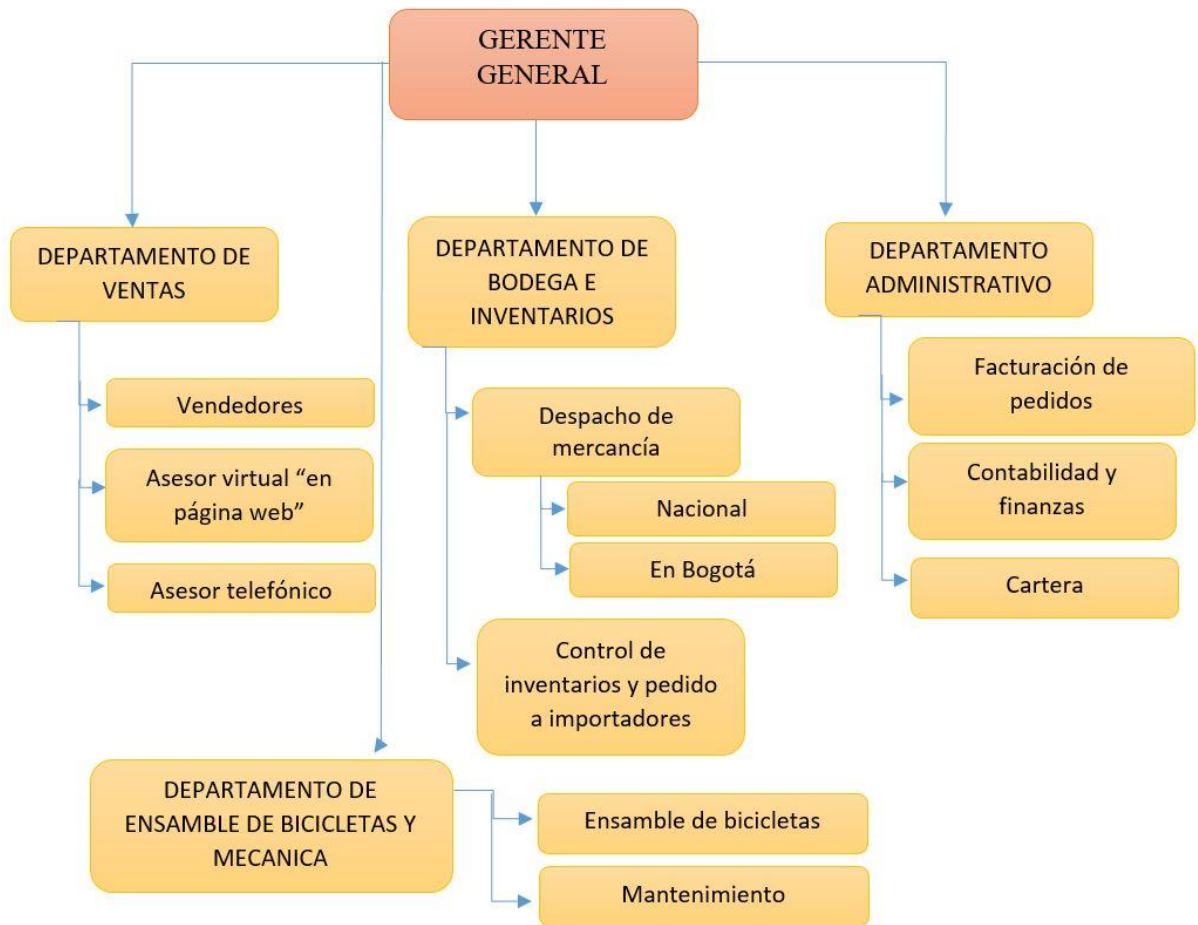 GERENTE
GENERAL
DEPARTAMENTO DE
VENTAS
Vendedores
Asesor virtual “en
página web”
Asesor telefónico
DEPARTAMENTO DE
BODEGA E
INVENTARIOS
Despacho de
mercancía
Nacional
En Bogotá
Control de
inventarios y pedido
a importadores
DEPARTAMENTO
ADMINISTRATIVO
Facturación de
pedidos
Contabilidad y
finanzas
Cartera
DEPARTAMENTO DE
ENSAMBLE DE BICICLETAS Y
MECANICA
Ensamble de bicicletas
Mantenimiento